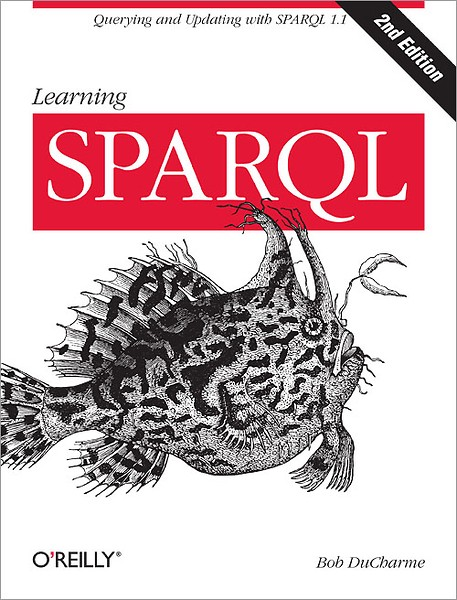 Querying and Updating with SPARQL 1.1
2nd Edition
Learning
SPARQL
O'REILLY®
Bob DuCharme